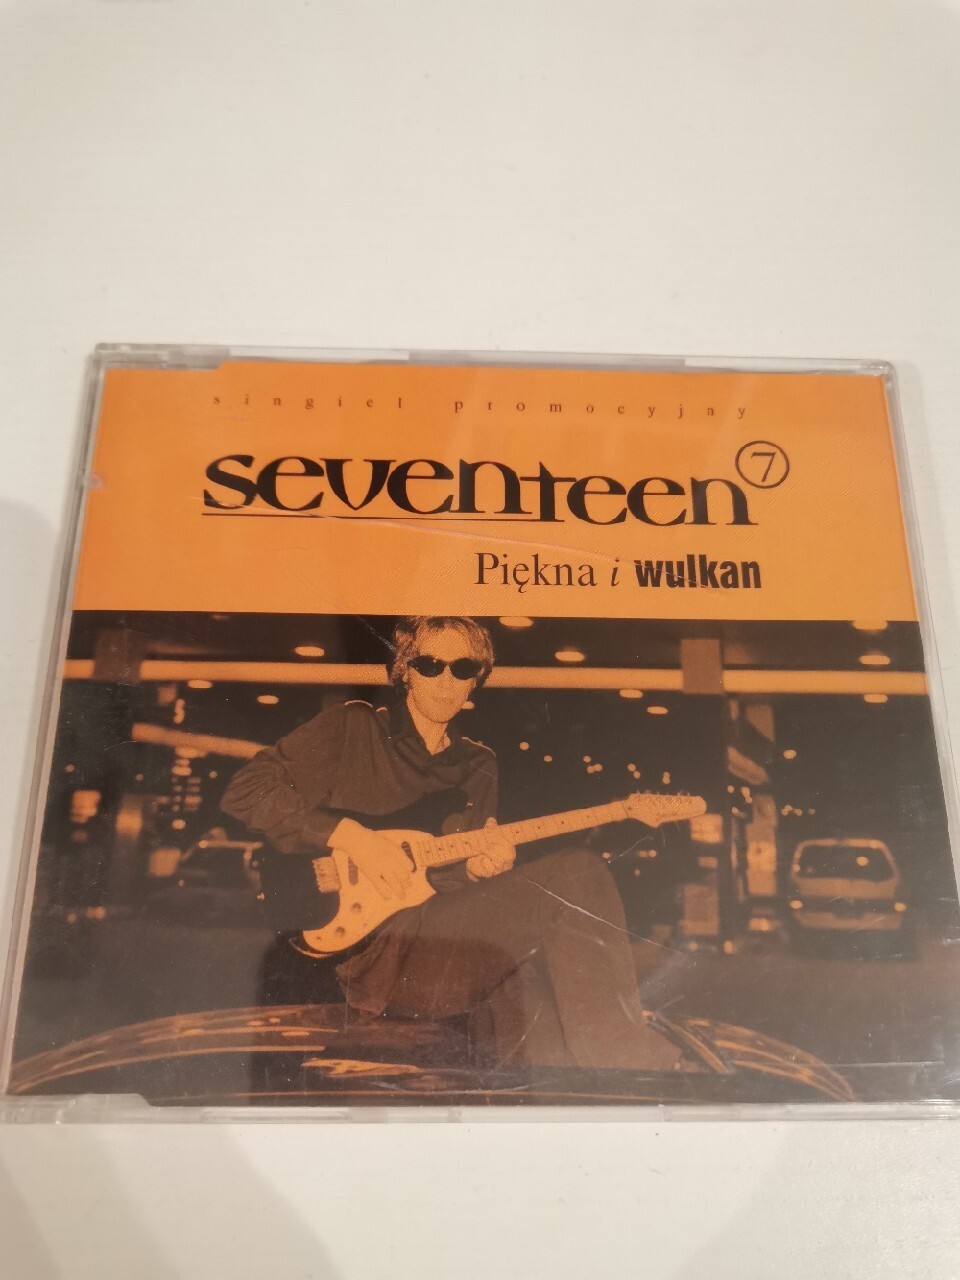 singiel promocyjny
seventeen 7
Piękna i wulkan